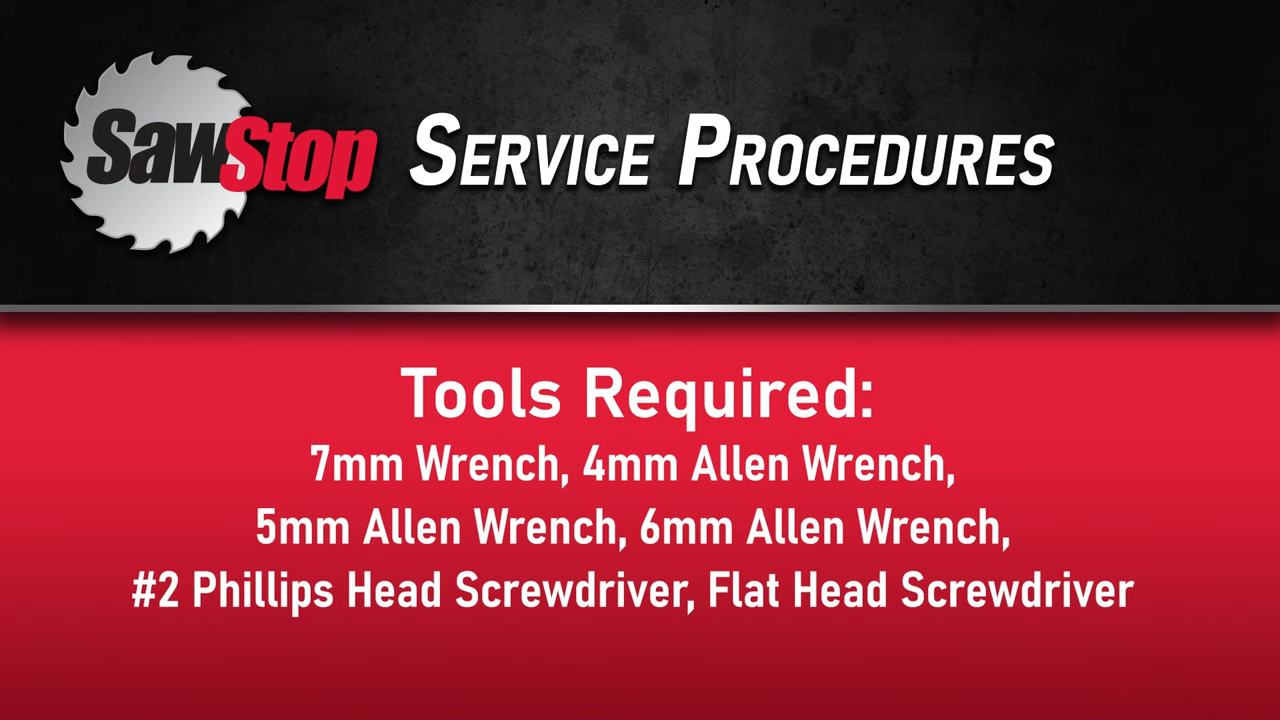 SawStop
Service Procedures
Tools Required:
7mm Wrench, 4mm Allen Wrench,
5mm Allen Wrench, 6mm Allen Wrench,
#2 Phillips Head Screwdriver, Flat Head Screwdriver